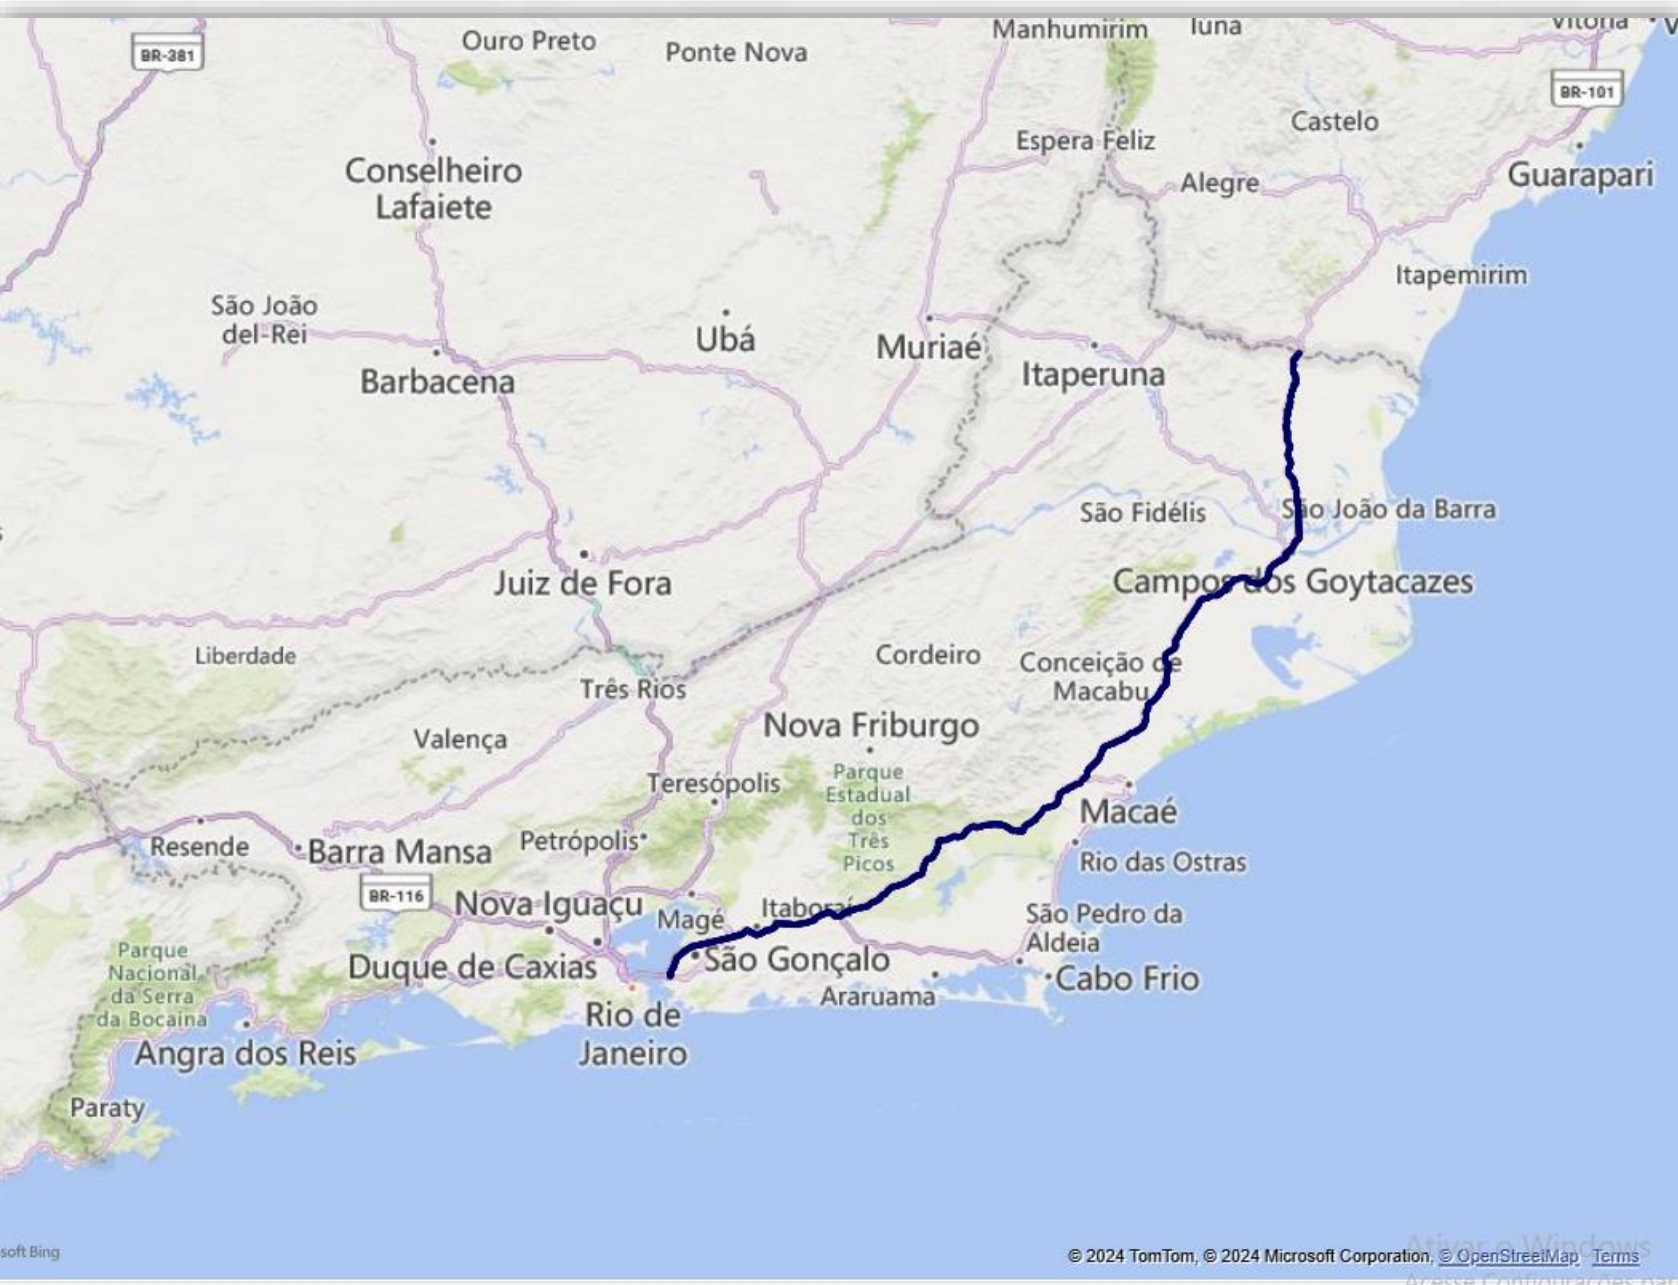 Vitória
Manhumirim
Iuna
Ouro Preto
Ponte Nova
BR-381
BR-101
Castelo
Espera Feliz
Conselheiro
Lafaiete
Guarapari
Alegre
Itapemirim
São João
del-Rei
Ubá
Muriaé
Itaperuna
Barbacena
São Fidélis
São João da Barra
Juiz de Fora
Campos dos Goytacazes
Liberdade
Cordeiro
Conceição de
Macabu
Três Rios
Nova Friburgo
Valença
Teresópolis
Parque
Estadual
dos
Três
Picos
Macaé
Petrópolis
Resende
Barra Mansa
Rio das Ostras
BR-116
Nova Iguaçu
Magé
Itaboraí
São Pedro da
Aldeia
Parque
Nacional
da Serra
da Bocaina
Duque de Caxias
São Gonçalo
Cabo Frio
Araruama
Rio de
Janeiro
Angra dos Reis
Paraty
soft Bing
Ativar o Windows
© 2024 TomTom, © 2024 Microsoft Corporation, © OpenStreetMap Terms